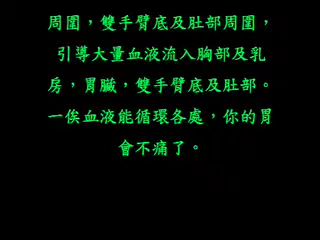 周圍，雙手臂底及肚部周圍，
引導大量血液流入胸部及乳
房，胃臟，雙手臂底及肚部。
一俟血液能循環各處，你的胃
會不痛了。